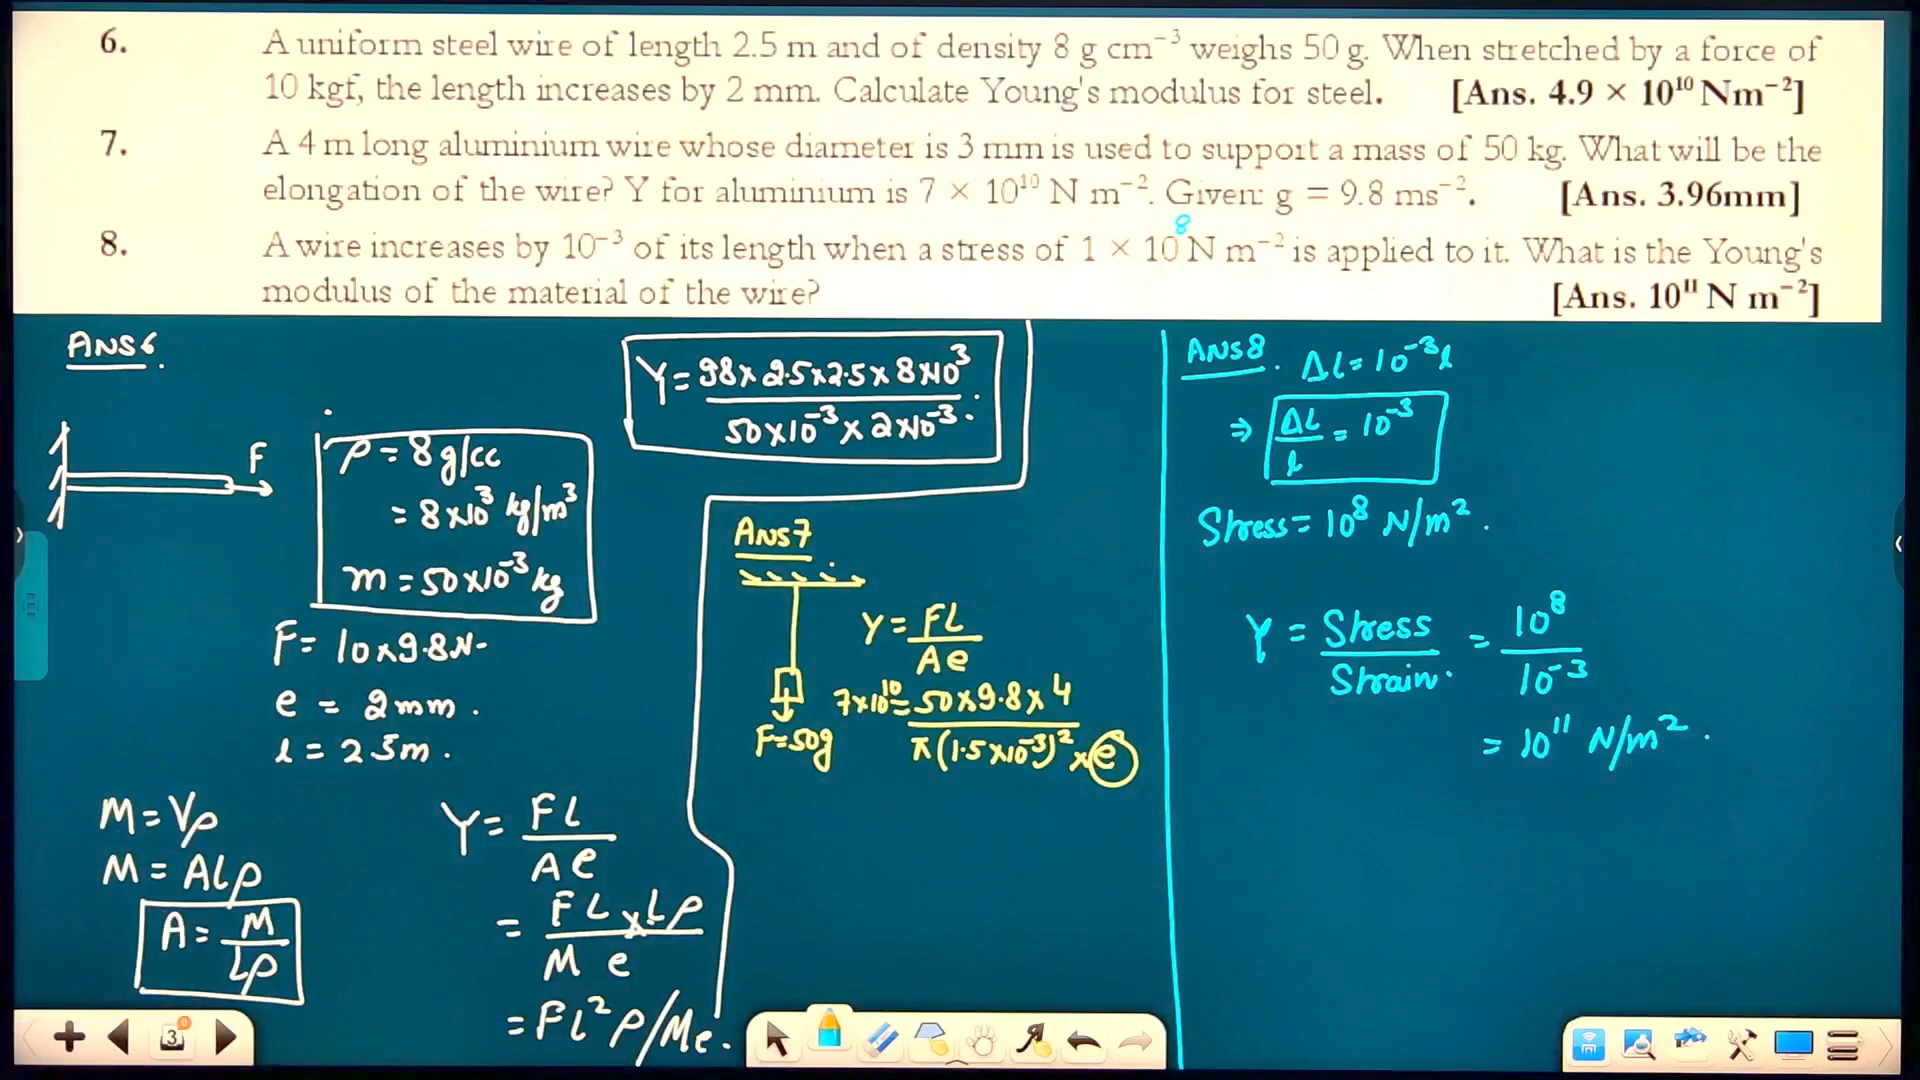 6. A uniform steel wire of length 2.5 m and of density 8 g cm⁻³ weighs 50 g. When stretched by a force of
10 kgf, the length increases by 2 mm. Calculate Young's modulus for steel. [Ans. 4.9 × 10¹⁰ Nm⁻²]
7. A 4 m long aluminium wire whose diameter is 3 mm is used to support a mass of 50 kg. What will be the
elongation of the wire? Y for aluminium is 7 × 10¹⁰ N m⁻². Given: g = 9.8 ms⁻². [Ans. 3.96mm]
8. A wire increases by 10⁻³ of its length when a stress of 1 × 10⁸ N m⁻² is applied to it. What is the Young's
modulus of the material of the wire? [Ans. 10¹¹ N m⁻²]
ANS 6.
F
ρ = 8 g/cc
= 8×10³ kg/m³
m = 50×10⁻³ kg
F = 10×9.8N
e = 2mm.
l = 2.5m.
M = Vρ
M = ALρ
A = M/Lρ
Y = FL/Ae
= FL×Lρ/M e
= FL²ρ/Me.
Y = 98×2.5×2.5×8×10³/50×10⁻³×2×10⁻³.
Ans7
F=50g
Y = FL/Ae
7×10¹⁰ = 50×9.8×4/π(1.5×10⁻³)²×e
ANS 8. Δl = 10⁻³l
⇒ Δl/l = 10⁻³
Stress = 10⁸ N/m².
Y = Stress/Strain. = 10⁸/10⁻³
= 10¹¹ N/m².
3
0